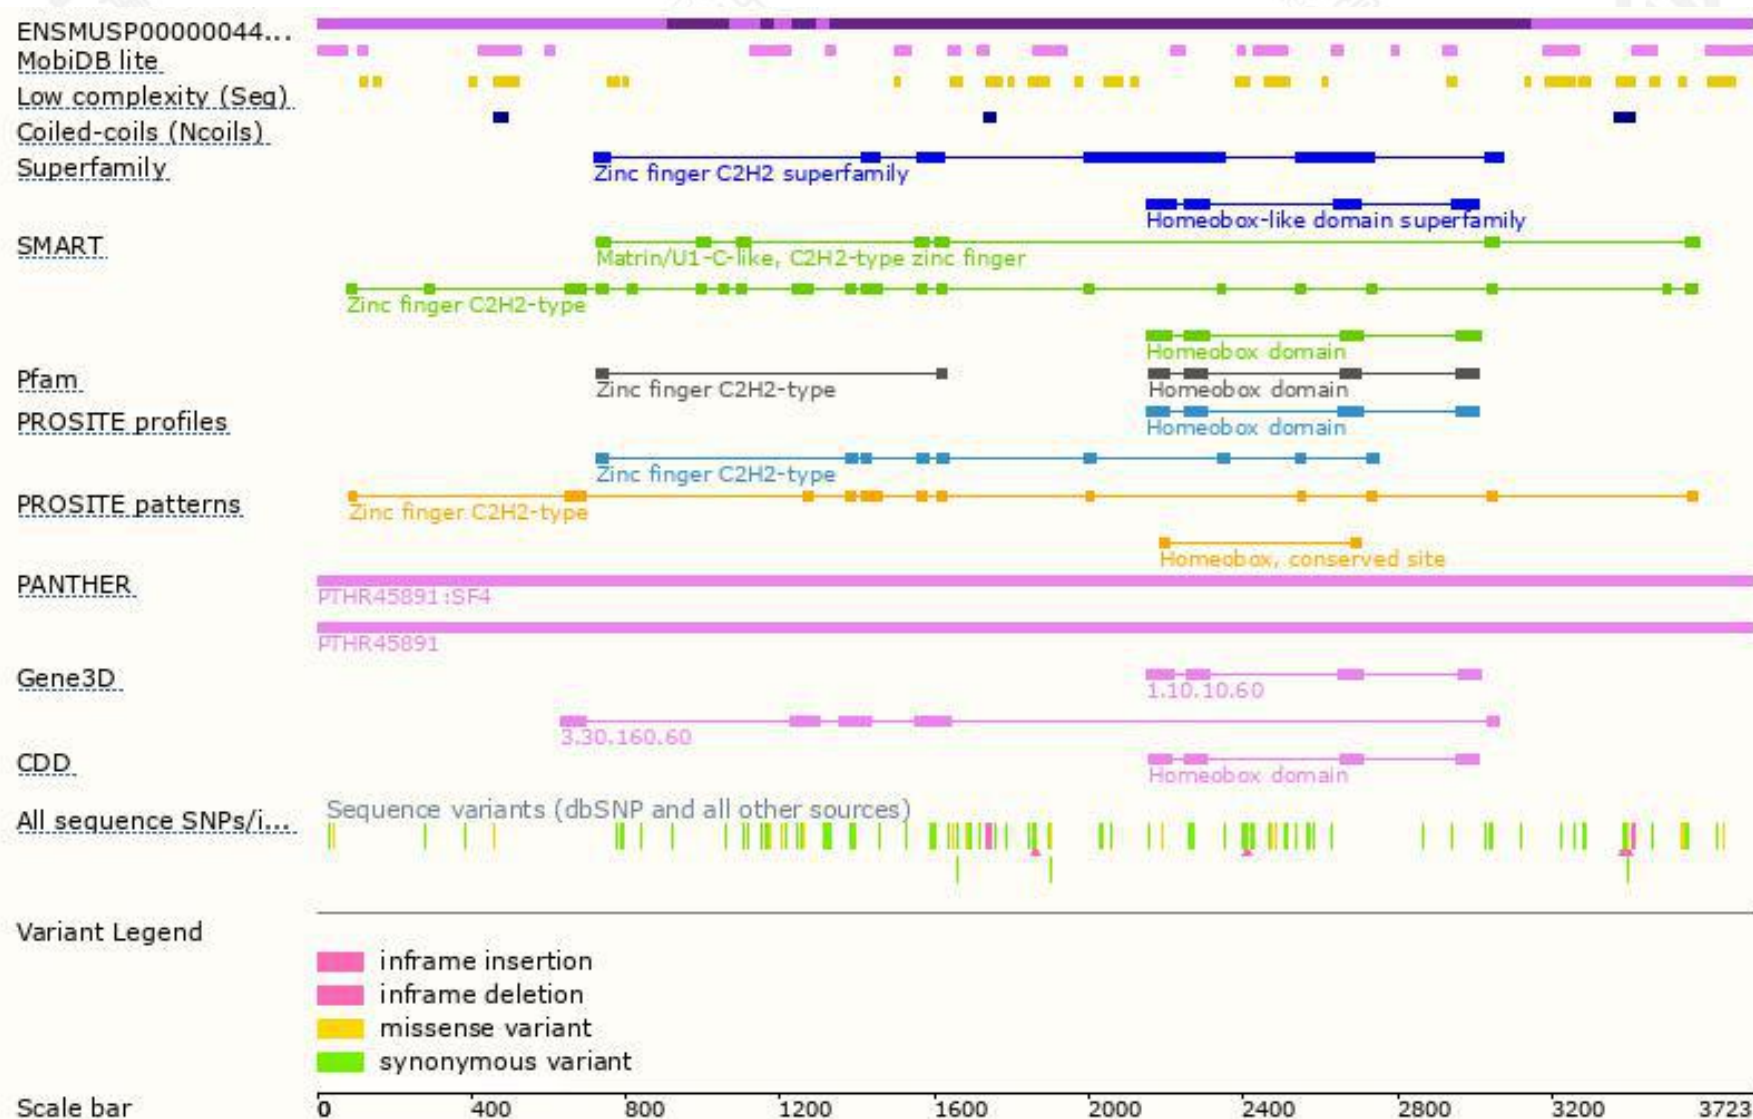 ENSMUSP00000044...
MobiDB lite
Low complexity (Seg)
Coiled-coils (Ncoils)
Superfamily
Zinc finger C2H2 superfamily
Homeobox-like domain superfamily
SMART
Matrin/U1-C-like, C2H2-type zinc finger
Zinc finger C2H2-type
Homeobox domain
Pfam
Zinc finger C2H2-type
Homeobox domain
PROSITE profiles
Homeobox domain
Zinc finger C2H2-type
PROSITE patterns
Zinc finger C2H2-type
Homeobox, conserved site
PANTHER
PTHR45891:SF4
PTHR45891
Gene3D
1.10.10.60
3.30.160.60
CDD
Homeobox domain
All sequence SNPs/i...
Sequence variants (dbSNP and all other sources)
Variant Legend
inframe insertion
inframe deletion
missense variant
synonymous variant
Scale bar
0 400 800 1200 1600 2000 2400 2800 3200 3723